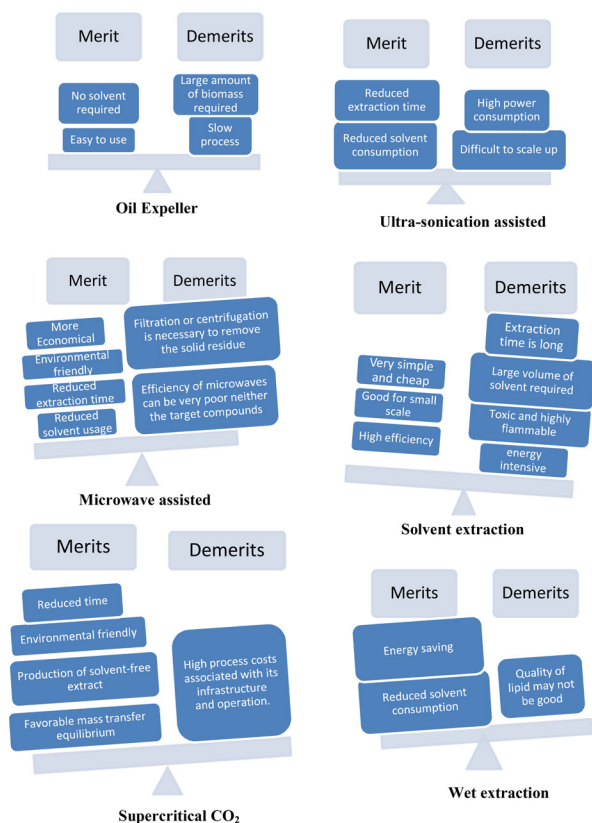 Merit
Demerits
No solvent
required
Easy to use
Large amount
of biomass
required
Slow
process
Oil Expeller
Merit
Demerits
Reduced
extraction time
Reduced solvent
consumption
High power
consumption
Difficult to scale up
Ultra-sonication assisted
Merit
Demerits
More
Economical
Environmental
friendly
Reduced
extraction time
Reduced
solvent usage
Filtration or centrifugation
is necessary to remove
the solid residue
Efficiency of microwaves
can be very poor neither
the target compounds
Microwave assisted
Merit
Demerits
Very simple
and cheap
Good for small
scale
High efficiency
Extraction
time is long
Large volume of
solvent required
Toxic and highly
flammable
energy
intensive
Solvent extraction
Merits
Demerits
Reduced time
Environmental friendly
Production of solvent-free
extract
Favorable mass transfer
equilibrium
High process costs
associated with its
infrastructure
and operation.
Supercritical CO₂
Merits
Demerits
Energy saving
Reduced solvent
consumption
Quality of
lipid may not
be good
Wet extraction